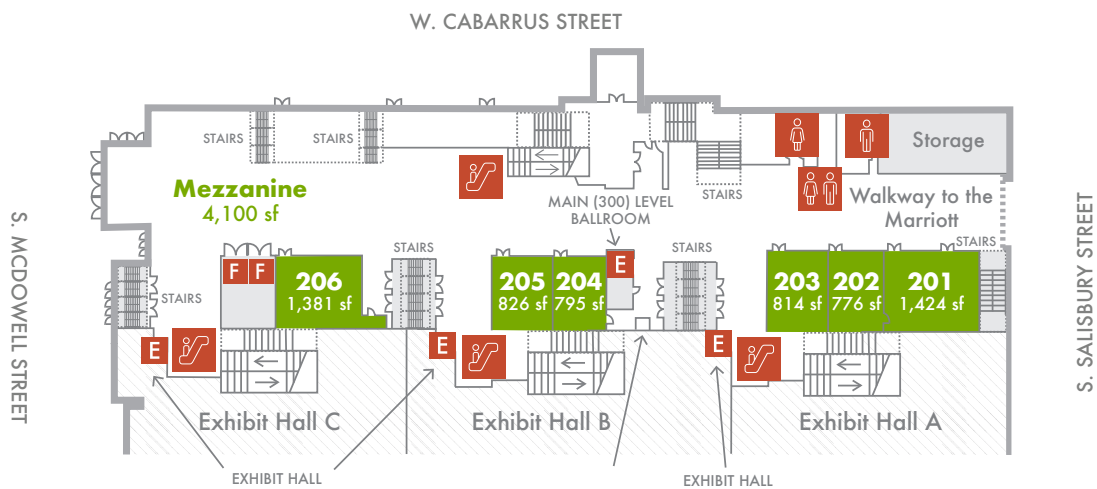 W. CABARRUS STREET
STAIRS
STAIRS
Storage
Mezzanine
4,100 sf
MAIN (300) LEVEL
BALLROOM
STAIRS
Walkway to the
Marriott
S. MCDOWELL STREET
S. SALISBURY STREET
STAIRS
STAIRS
STAIRS
F F
206
1,381 sf
205
826 sf
204
795 sf
E
203
814 sf
202
776 sf
201
1,424 sf
STAIRS
E
E
E
Exhibit Hall C
Exhibit Hall B
Exhibit Hall A
EXHIBIT HALL
EXHIBIT HALL